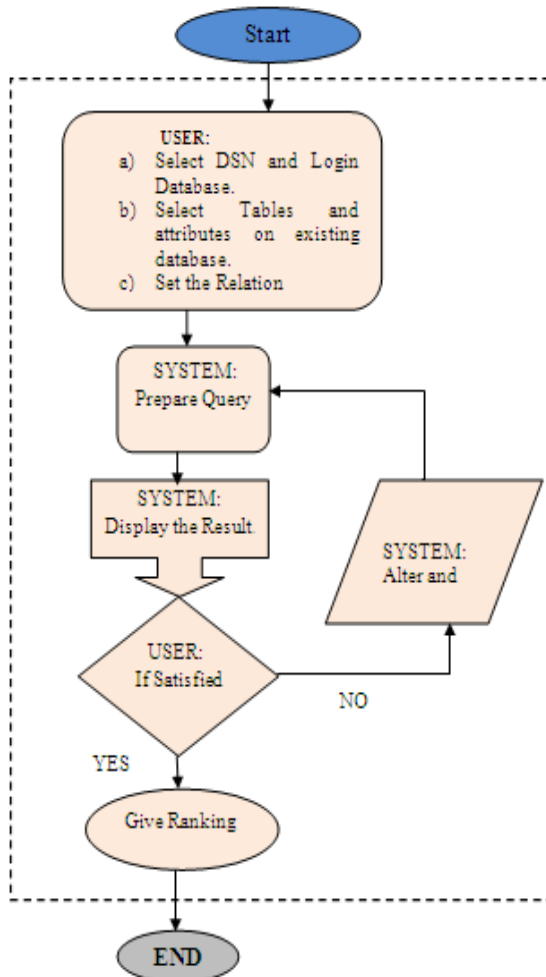 Start
USER:
a) Select DSN and Login
Database.
b) Select Tables and
attributes on existing
database.
c) Set the Relation
SYSTEM:
Prepare Query
SYSTEM:
Display the Result.
SYSTEM:
Alter and
USER:
If Satisfied
NO
YES
Give Ranking
END